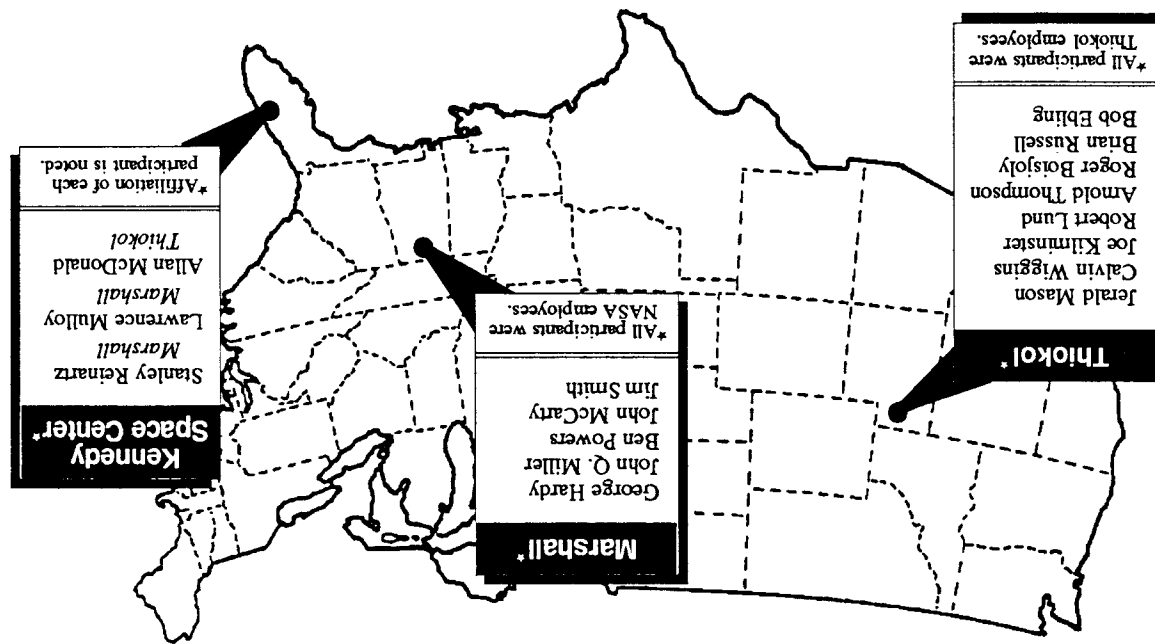 Thiokol*
Jerald Mason
Calvin Wiggins
Joe Kilminster
Robert Lund
Arnold Thompson
Roger Boisjoly
Brian Russell
Bob Ebling
*All participants were
Thiokol employees.
Marshall*
George Hardy
John Q. Miller
Ben Powers
John McCarty
Jim Smith
*All participants were
NASA employees.
Kennedy
Space Center*
Stanley Reinartz
Marshall
Lawrence Mulloy
Marshall
Allan McDonald
Thiokol
*Affiliation of each
participant is noted.